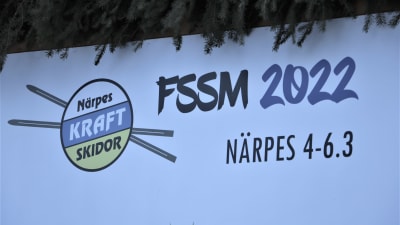 Närpes
KRAFT
SKIDOR
FSSM 2022
NÄRPES 4-6.3